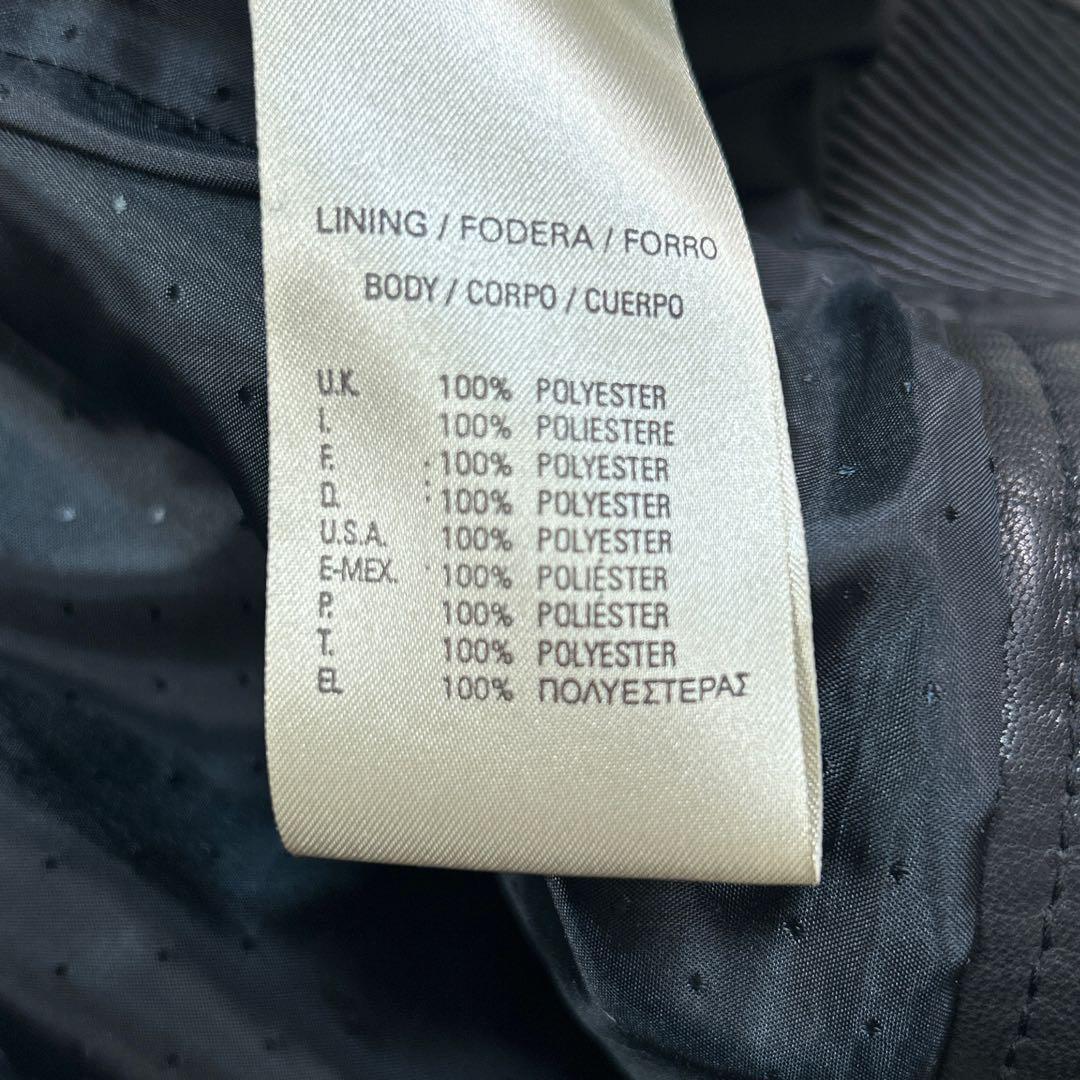 LINING / FODERA / FORRO
BODY / CORPO / CUERPO
U.K. 100% POLYESTER
I. 100% POLIESTERE
F. 100% POLYESTER
D. 100% POLYESTER
U.S.A. 100% POLYESTER
E-MEX. 100% POLIÉSTER
P. 100% POLIÉSTER
T. 100% POLYESTER
EL 100% ΠΟΛΥΕΣΤΕΡΑΣ